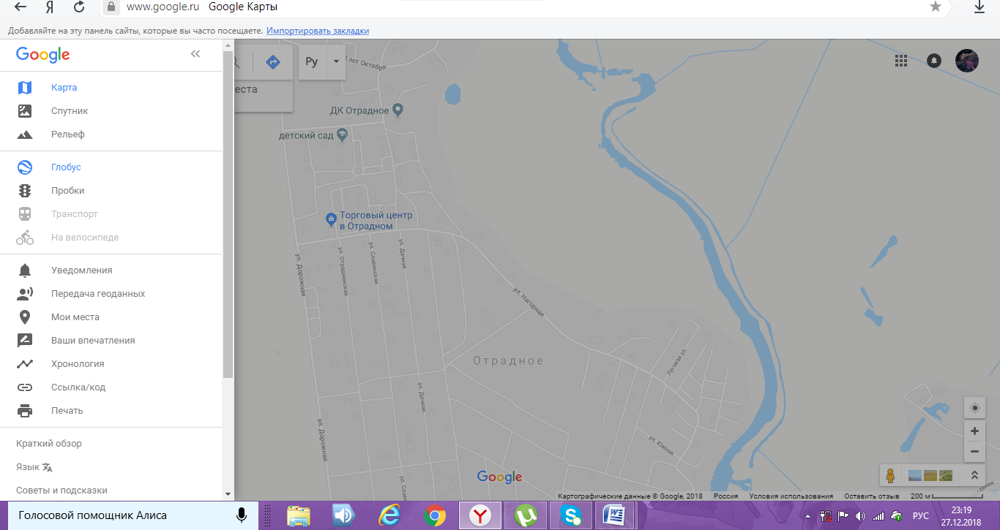 Я
www.google.ru Google Карты
Добавляйте на эту панель сайты, которые вы часто посещаете. Импортировать закладки
Google
Карта
Спутник
Рельеф
Глобус
Пробки
Транспорт
На велосипеде
Уведомления
Передача геоданных
Мои места
Ваши впечатления
Хронология
Ссылка/код
Печать
Краткий обзор
Язык
Советы и подсказки
Ру
еста
лет Октября
ДК Отрадное
детский сад
Торговый центр
в Отрадном
ул. Дорожная
ул. Отрадненская
ул. Славянская
ул. Дачная
ул. Нагорная
Отрадное
Луговая ул.
ул. Дачная
ул. Дорожная
ул. Южная
ул. Слав
Google
Картографические данные © Google, 2018 Россия Условия использования Оставить отзыв 200 м
Голосовой помощник Алиса
РУС
23:19
27.12.2018